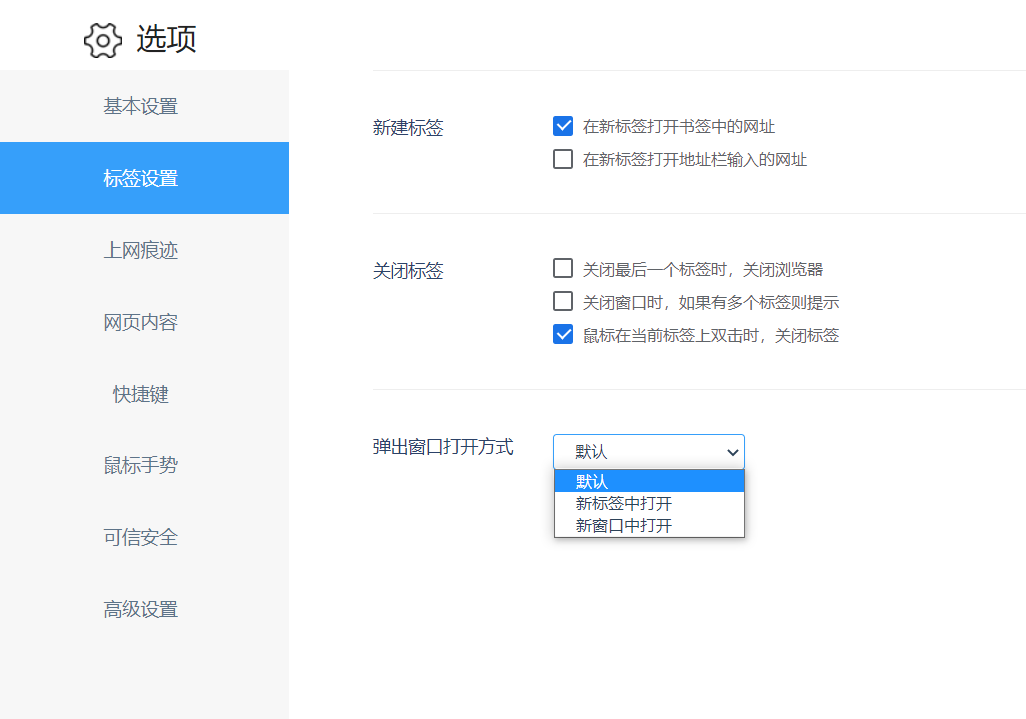 选项
基本设置
标签设置
上网痕迹
网页内容
快捷键
鼠标手势
可信安全
高级设置
新建标签
在新标签打开书签中的网址
在新标签打开地址栏输入的网址
关闭标签
关闭最后一个标签时，关闭浏览器
关闭窗口时，如果有多个标签则提示
鼠标在当前标签上双击时，关闭标签
弹出窗口打开方式
默认
默认
新标签中打开
新窗口中打开